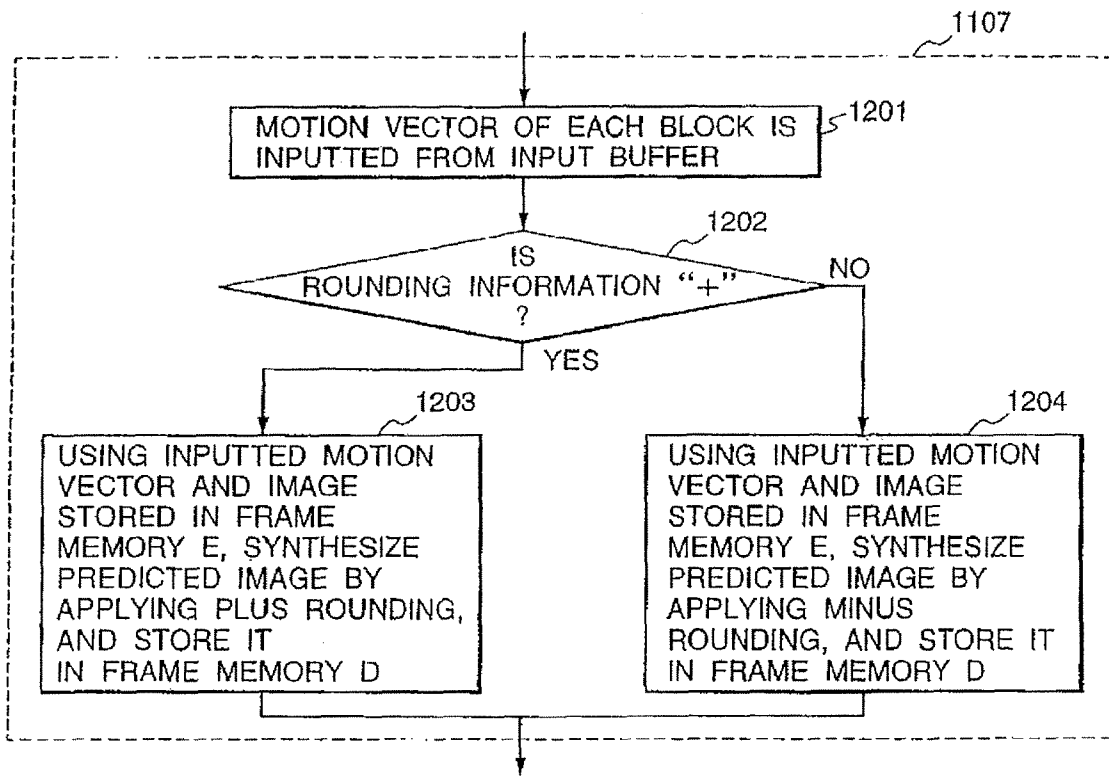 1107
1201
MOTION VECTOR OF EACH BLOCK IS
INPUTTED FROM INPUT BUFFER
1202
IS
ROUNDING INFORMATION “+”
?
NO
YES
1203
USING INPUTTED MOTION
VECTOR AND IMAGE
STORED IN FRAME
MEMORY E, SYNTHESIZE
PREDICTED IMAGE BY
APPLYING PLUS ROUNDING,
AND STORE IT
IN FRAME MEMORY D
1204
USING INPUTTED MOTION
VECTOR AND IMAGE
STORED IN FRAME
MEMORY E, SYNTHESIZE
PREDICTED IMAGE BY
APPLYING MINUS
ROUNDING, AND STORE IT
IN FRAME MEMORY D